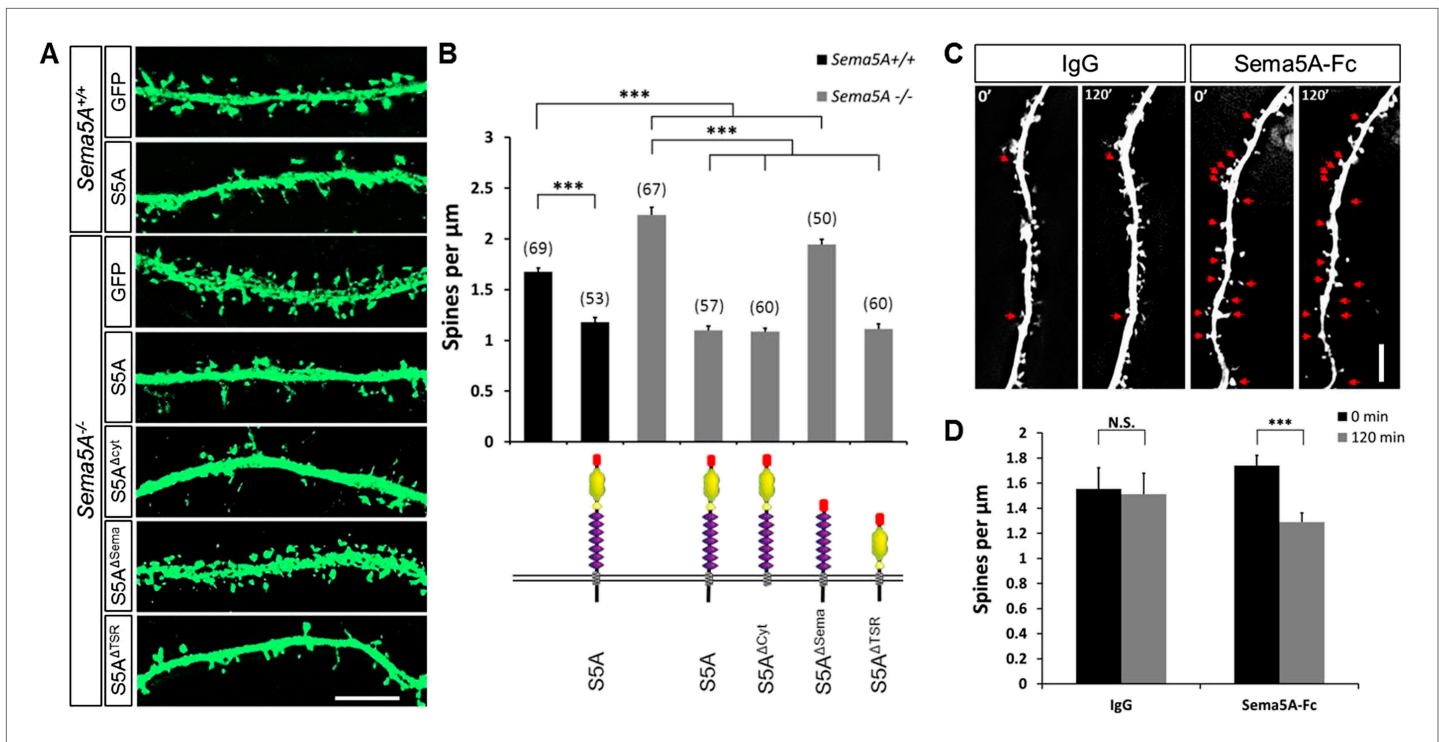 A
Sema5A+/+
GFP
S5A
Sema5A-/-
GFP
S5A
S5AΔCyt
S5AΔSema
S5AΔTSR
B
Sema5A+/+
Sema5A -/-
***
***
***
Spines per µm
3
2.5
2
1.5
1
0.5
0
(69)
(53)
(67)
(57)
(60)
(50)
(60)
S5A
S5A
S5AΔCyt
S5AΔSema
S5AΔTSR
C
IgG
Sema5A-Fc
0'
120'
0'
120'
D
0 min
120 min
N.S.
***
Spines per µm
2
1.8
1.6
1.4
1.2
1
0.8
0.6
0.4
0.2
0
IgG
Sema5A-Fc